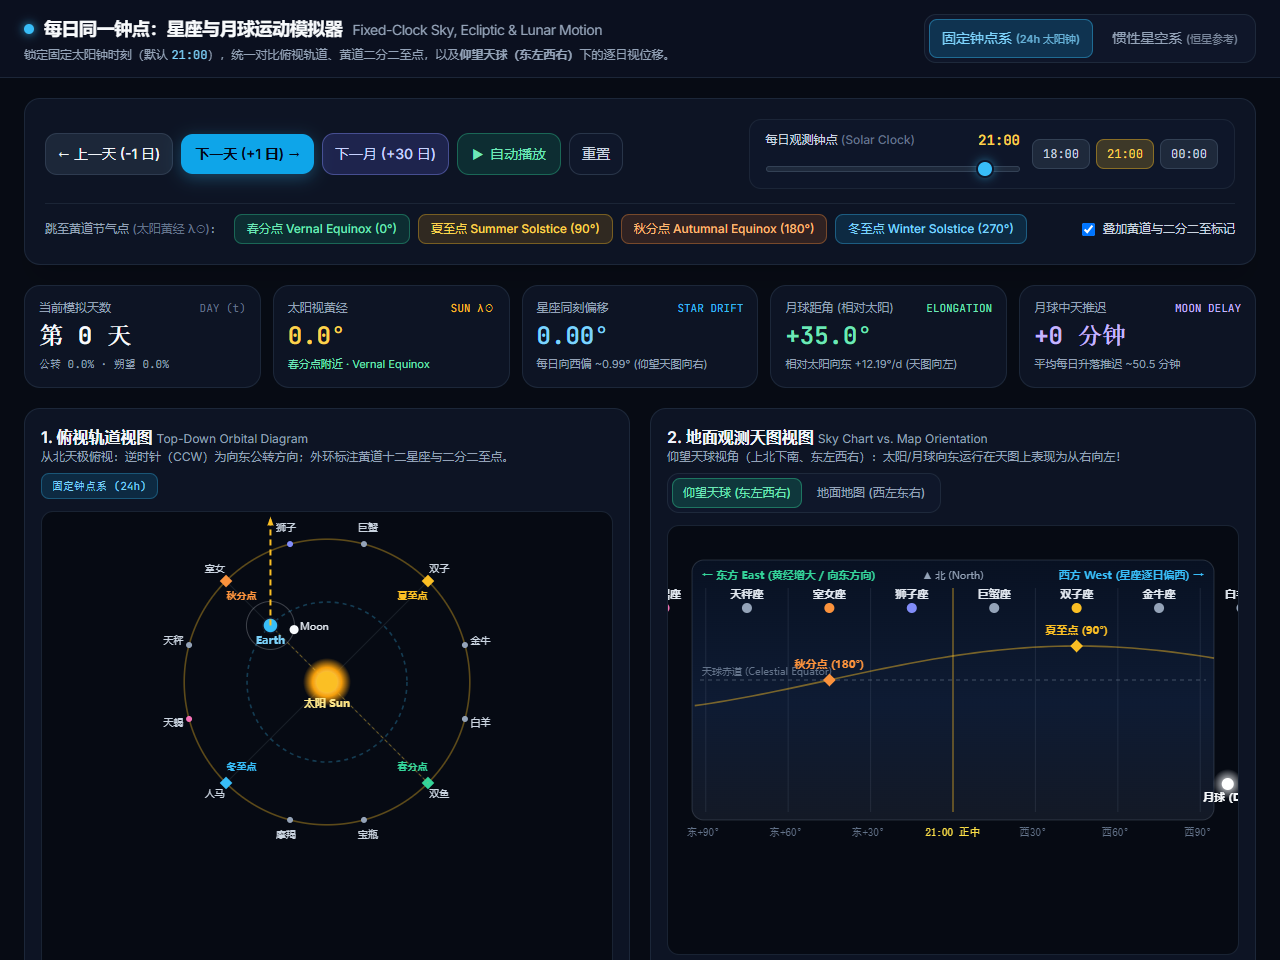 每日同一钟点：星座与月球运动模拟器 Fixed-Clock Sky, Ecliptic & Lunar Motion
锁定固定太阳钟时刻（默认 21:00），统一对比俯视轨道、黄道二分二至点，以及仰望天球（东左西右）下的逐日视位移。
固定钟点系 (24h 太阳钟)
惯性星空系 (恒星参考)
← 上一天 (-1 日)
下一天 (+1 日) →
下一月 (+30 日)
▶ 自动播放
重置
每日观测钟点 (Solar Clock)
21:00
18:00
21:00
00:00
跳至黄道节气点 (太阳黄经 λ☉):
春分点 Vernal Equinox (0°)
夏至点 Summer Solstice (90°)
秋分点 Autumnal Equinox (180°)
冬至点 Winter Solstice (270°)
叠加黄道与二分二至标记
当前模拟天数
DAY (t)
第 0 天
公转 0.0% · 朔望 0.0%
太阳视黄经
SUN λ☉
0.0°
春分点附近 · Vernal Equinox
星座同刻偏移
STAR DRIFT
0.00°
每日向西偏 ~0.99° (仰望天图向右)
月球距角 (相对太阳)
ELONGATION
+35.0°
相对太阳向东 +12.19°/d (天图向左)
月球中天推迟
MOON DELAY
+0 分钟
平均每日升落推迟 ~50.5 分钟
1. 俯视轨道视图 Top-Down Orbital Diagram
从北天极俯视：逆时针（CCW）为向东公转方向；外环标注黄道十二星座与二分二至点。
固定钟点系 (24h)
狮子
巨蟹
室女
双子
秋分点
夏至点
Earth
Moon
天秤
金牛
太阳 Sun
天蝎
白羊
冬至点
春分点
人马
双鱼
摩羯
宝瓶
2. 地面观测天图视图 Sky Chart vs. Map Orientation
仰望天球视角（上北下南、东左西右）：太阳/月球向东运行在天图上表现为从右向左！
仰望天球 (东左西右)
地面地图 (西左东右)
← 东方 East (黄经增大 / 向东方向)
▲ 北 (North)
西方 West (星座逐日偏西) →
座
天秤座
室女座
狮子座
巨蟹座
双子座
金牛座
白
夏至点 (90°)
秋分点 (180°)
天球赤道 (Celestial Equator)
月球 (
东+90°
东+60°
东+30°
21:00 正中
西30°
西60°
西90°